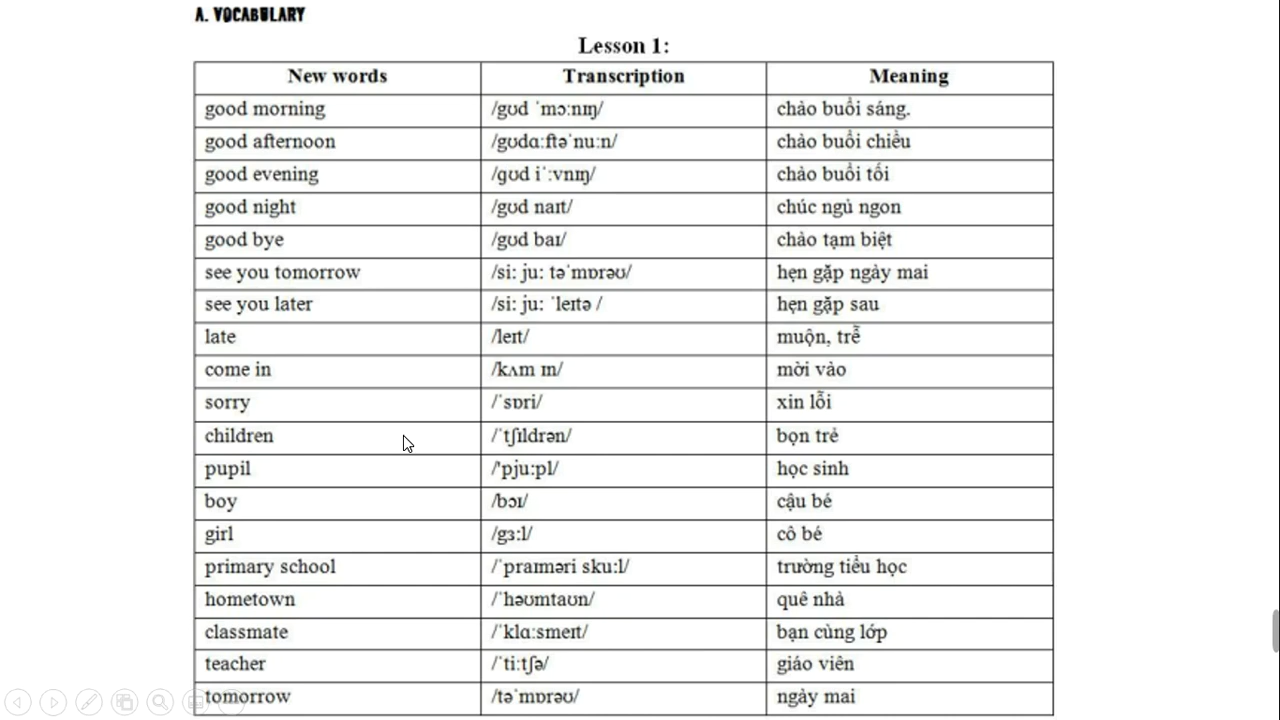 A. VOCABULARY
Lesson 1:
New words Transcription Meaning
good morning /gʊd ˈmɔːnɪŋ/ chào buổi sáng.
good afternoon /gʊdɑːftəˈnuːn/ chào buổi chiều
good evening /gʊd iˈːvnɪŋ/ chào buổi tối
good night /gʊd naɪt/ chúc ngủ ngon
good bye /gʊd baɪ/ chào tạm biệt
see you tomorrow /siː juː təˈmɒrəʊ/ hẹn gặp ngày mai
see you later /siː juː ˈleɪtə / hẹn gặp sau
late /leɪt/ muộn, trễ
come in /kʌm ɪn/ mời vào
sorry /ˈsɒri/ xin lỗi
children /ˈtʃɪldrən/ bọn trẻ
pupil /'pjuːpl/ học sinh
boy /bɔɪ/ cậu bé
girl /gɜːl/ cô bé
primary school /ˈpraɪməri skuːl/ trường tiểu học
hometown /ˈhəʊmtaʊn/ quê nhà
classmate /ˈklɑːsmeɪt/ bạn cùng lớp
teacher /ˈtiːtʃə/ giáo viên
tomorrow /təˈmɒrəʊ/ ngày mai